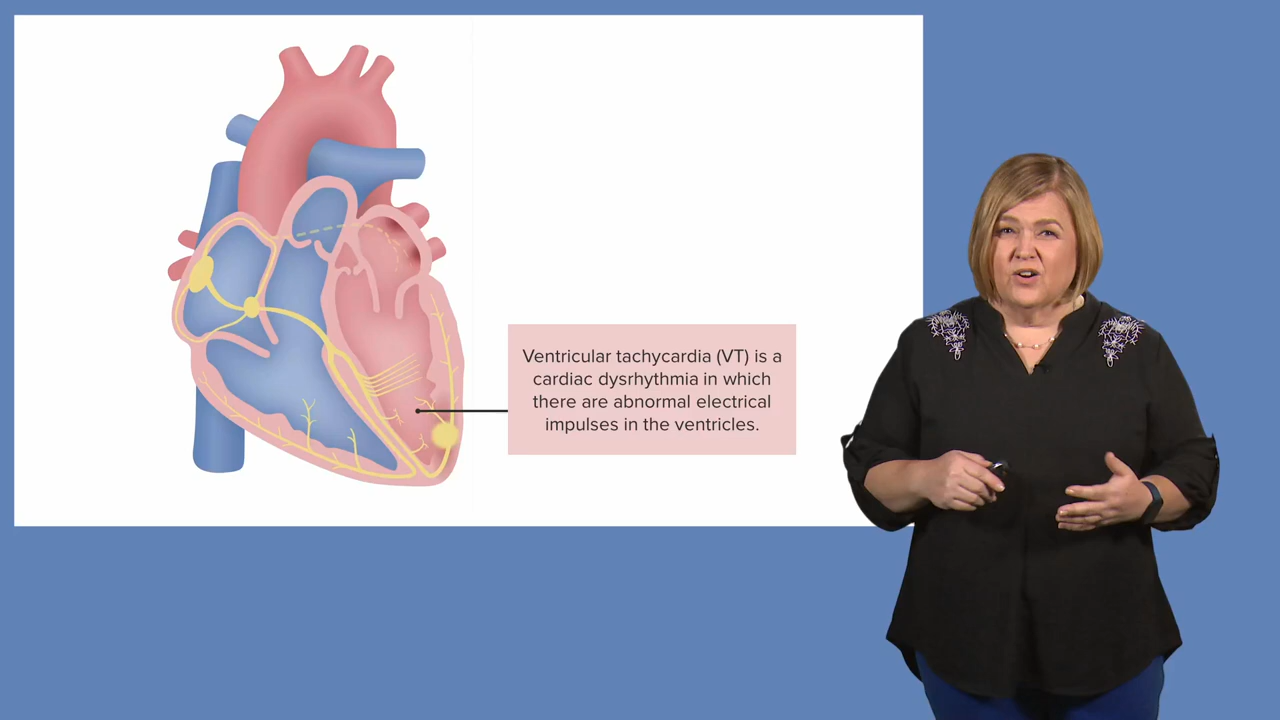 Ventricular tachycardia (VT) is a
cardiac dysrhythmia in which
there are abnormal electrical
impulses in the ventricles.